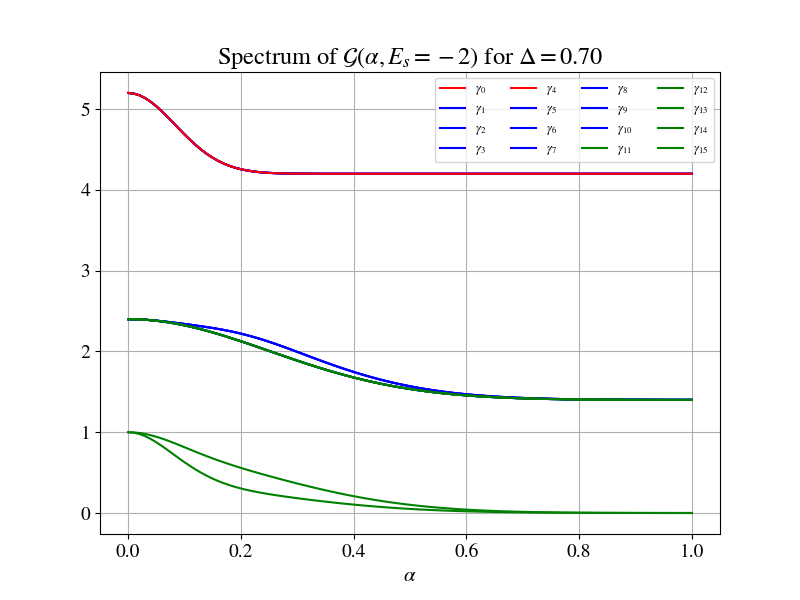 Spectrum of 𝒢(α, E_s = −2) for Δ = 0.70
γ₀ γ₄ γ₈ γ₁₂
γ₁ γ₅ γ₉ γ₁₃
γ₂ γ₆ γ₁₀ γ₁₄
γ₃ γ₇ γ₁₁ γ₁₅
5
4
3
2
1
0
0.0 0.2 0.4 0.6 0.8 1.0
α